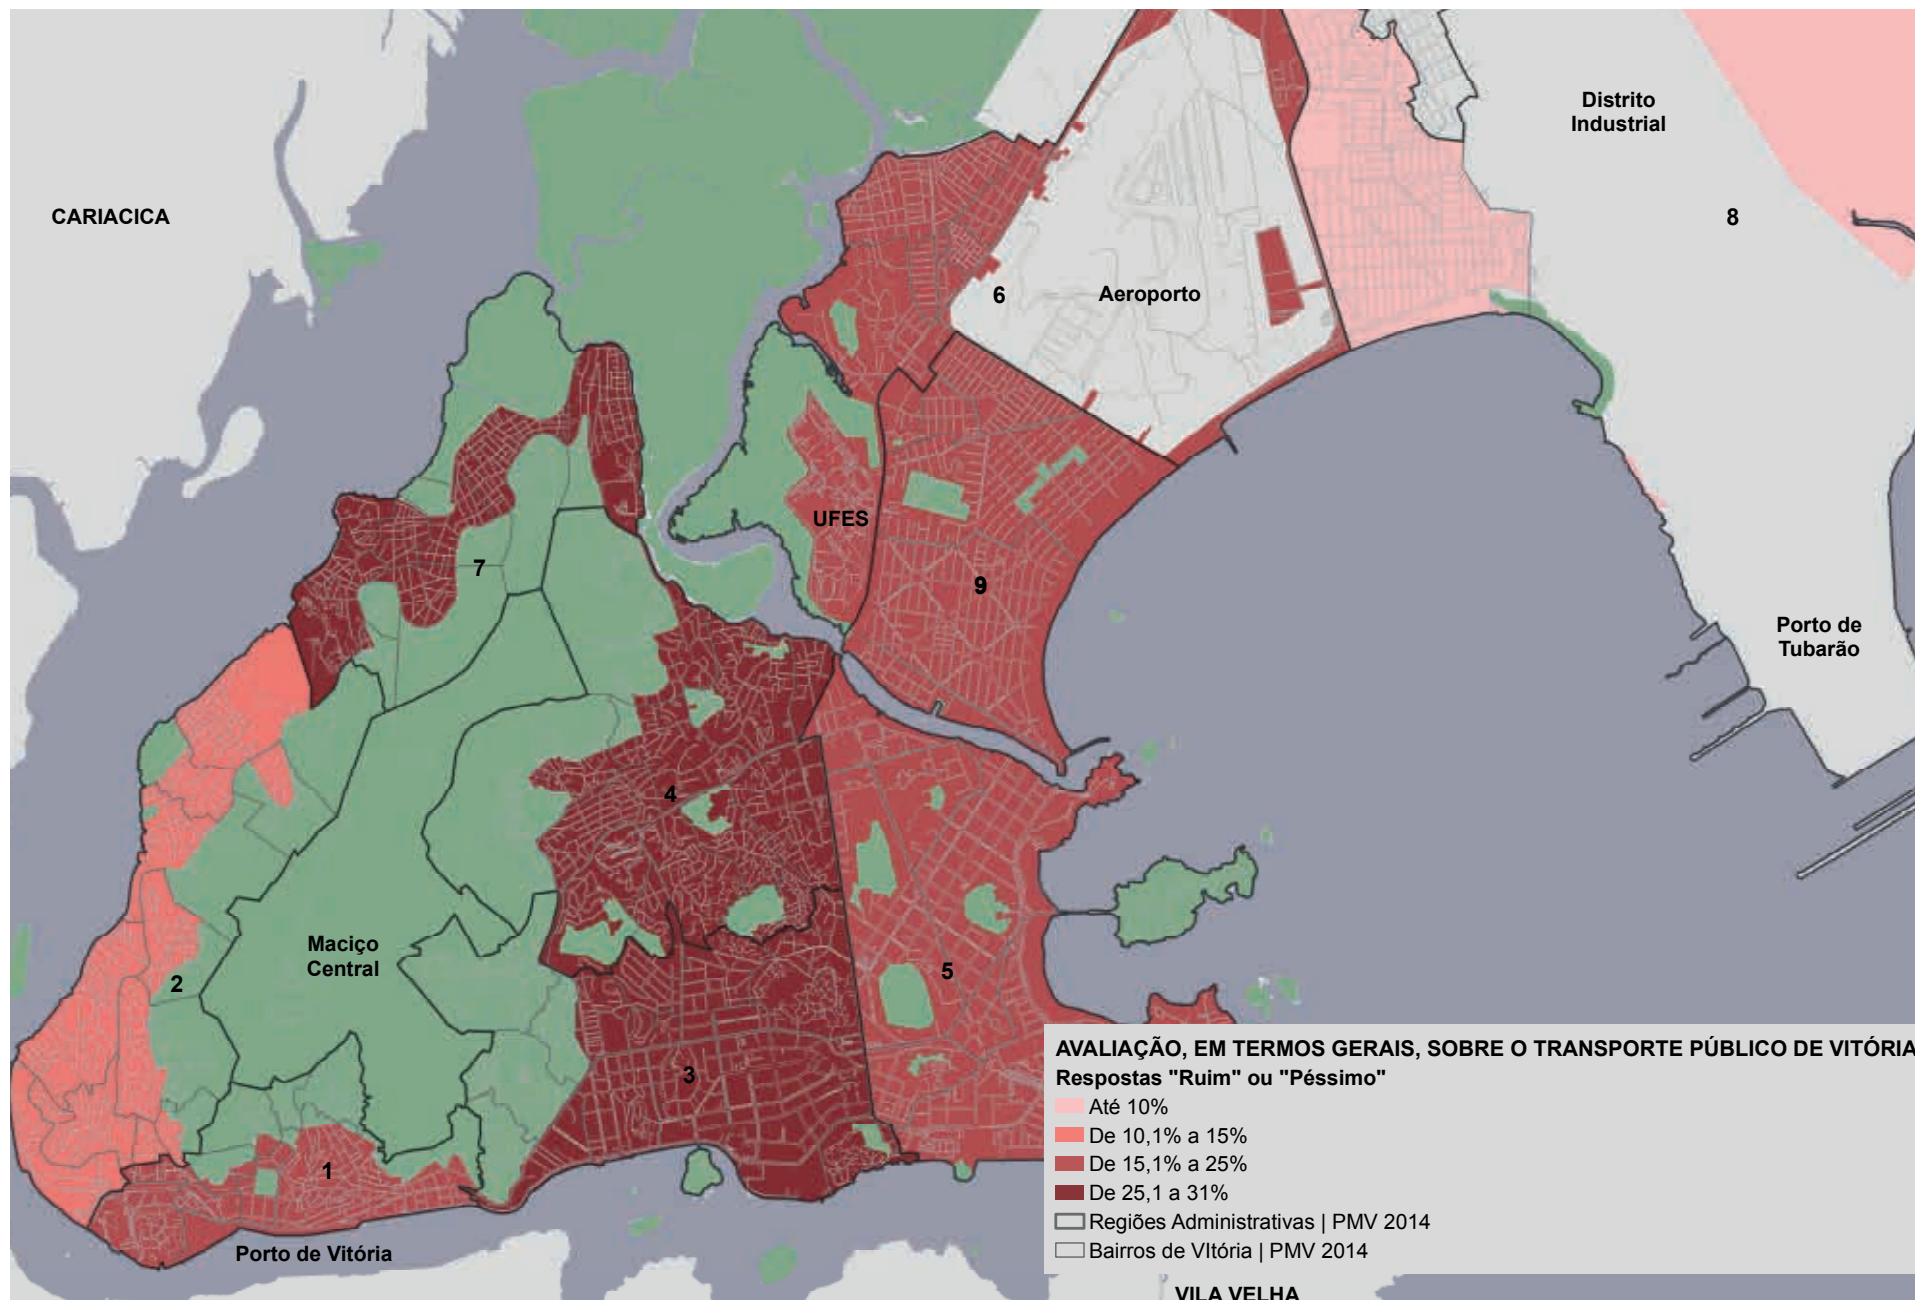 Distrito
Industrial
CARIACICA
8
6
Aeroporto
UFES
7
9
Porto de
Tubarão
4
Maciço
Central
2
5
3
1
Porto de Vitória
AVALIAÇÃO, EM TERMOS GERAIS, SOBRE O TRANSPORTE PÚBLICO DE VITÓRIA
Respostas "Ruim" ou "Péssimo"
Até 10%
De 10,1% a 15%
De 15,1% a 25%
De 25,1 a 31%
Regiões Administrativas | PMV 2014
Bairros de VItória | PMV 2014
VILA VELHA